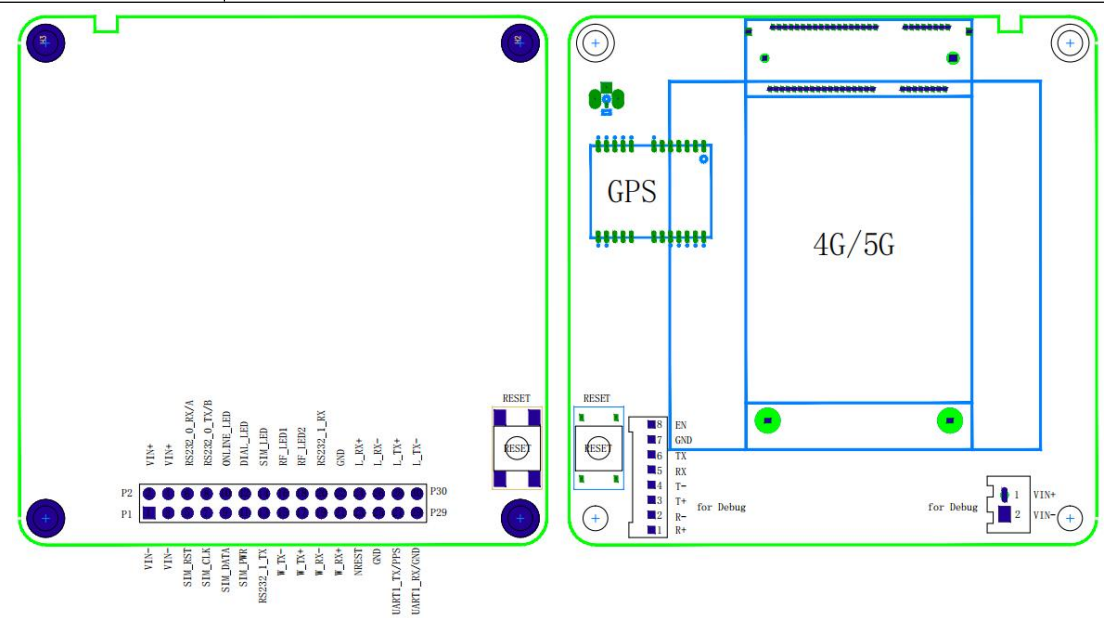 H3
H2
RESET
RESET
VIN+
VIN+
RS232_0_RX/A
RS232_0_TX/B
ONLINE_LED
DIAL_LED
SIM_LED
RF_LED1
RF_LED2
RS232_1_RX
GND
L_RX+
L_RX-
L_TX+
L_TX-
P2
P30
P1
P29
VIN-
VIN-
SIM_RST
SIM_CLK
SIM_DATA
SIM_PWR
RS232_1_TX
W_TX-
W_TX+
W_RX-
W_RX+
NREST
GND
UART1_TX/PPS
UART1_RX/GND
GPS
4G/5G
RESET
RESET
8 EN
7 GND
6 TX
5 RX
4 T-
3 T+
2 R-
1 R+
for Debug
for Debug
1 VIN+
2 VIN-